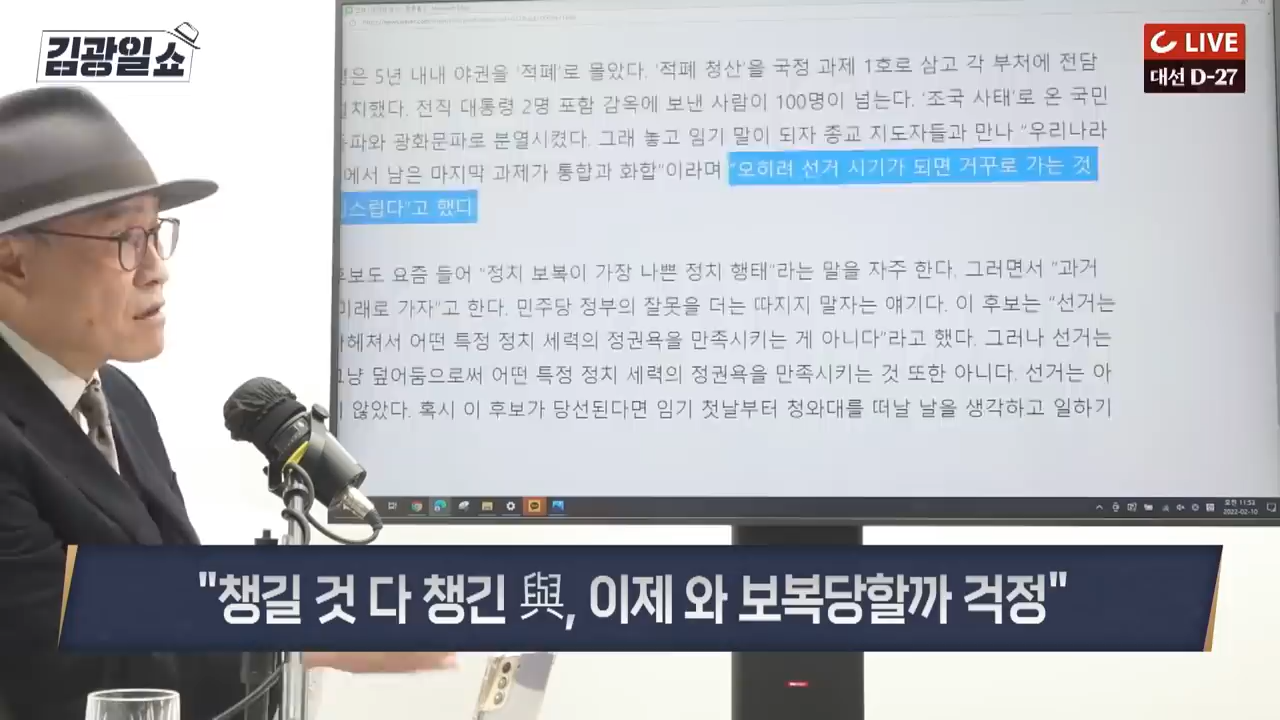 김광일쇼
LIVE
대선 D-27
은 5년 내내 야권을 '적폐'로 몰았다. '적폐 청산'을 국정 과제 1호로 삼고 각 부처에 전담
치했다. 전직 대통령 2명 포함 감옥에 보낸 사람이 100명이 넘는다. '조국 사태'로 온 국민
파와 광화문파로 분열시켰다. 그래 놓고 임기 말이 되자 종교 지도자들과 만나 "우리나라
에서 남은 마지막 과제가 통합과 화합"이라며 "오히려 선거 시기가 되면 거꾸로 가는 것
스럽다"고 했다
후보도 요즘 들어 "정치 보복이 가장 나쁜 정치 행태"라는 말을 자주 한다. 그러면서 "과거
미래로 가자"고 한다. 민주당 정부의 잘못을 더는 따지지 말자는 얘기다. 이 후보는 "선거는
헤쳐서 어떤 특정 정치 세력의 정권욕을 만족시키는 게 아니다"라고 했다. 그러나 선거는
그냥 덮어둠으로써 어떤 특정 정치 세력의 정권욕을 만족시키는 것 또한 아니다. 선거는 아
않았다. 혹시 이 후보가 당선된다면 임기 첫날부터 청와대를 떠날 날을 생각하고 일하기
오전 11:53
2022-02-10
"챙길 것 다 챙긴 與, 이제 와 보복당할까 걱정"